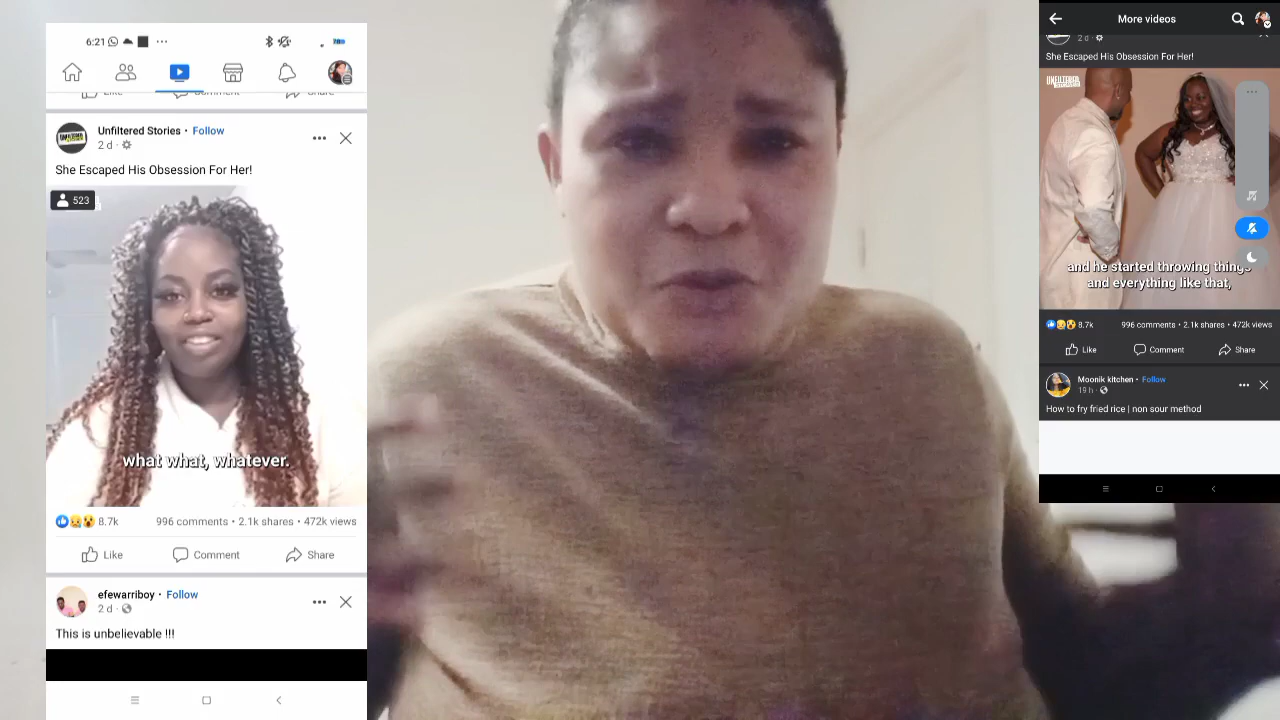 6:21
Like Comment Share
Unfiltered Stories · Follow
2 d ·
She Escaped His Obsession For Her!
523
what what, whatever.
8.7k 996 comments • 2.1k shares • 472k views
Like Comment Share
efewarriboy · Follow
2 d ·
This is unbelievable !!!
More videos
2 d ·
She Escaped His Obsession For Her!
UNFILTERED
and he started throwing things
and everything like that,
8.7k 996 comments • 2.1k shares • 472k views
Like Comment Share
Moonik kitchen · Follow
19 h ·
How to fry fried rice | non sour method